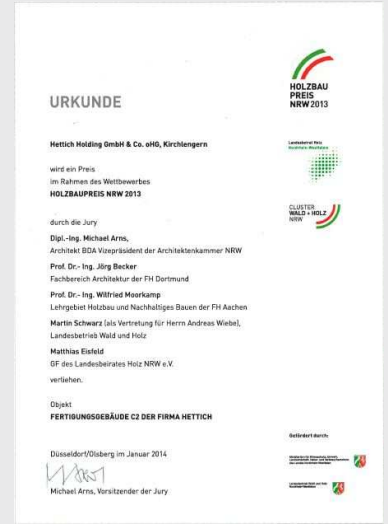 HOLZBAU
PREIS
NRW 2013
URKUNDE
Hettich Holding GmbH & Co. oHG, Kirchlengern
Landesbeirat Holz
Nordrhein-Westfalen
wird ein Preis
im Rahmen des Wettbewerbes
HOLZBAUPREIS NRW 2013
CLUSTER
WALD + HOLZ
NRW
durch die Jury
Dipl.-Ing. Michael Arns,
Architekt BDA Vizepräsident der Architektenkammer NRW
Prof. Dr.- Ing. Jörg Becker
Fachbereich Architektur der FH Dortmund
Prof. Dr.- Ing. Wilfried Moorkamp
Lehrgebiet Holzbau und Nachhaltiges Bauen der FH Aachen
Martin Schwarz (als Vertretung für Herrn Andreas Wiebe),
Landesbetrieb Wald und Holz
Matthias Eisfeld
GF des Landesbeirates Holz NRW e.V.
verliehen.
Objekt
FERTIGUNGSGEBÄUDE C2 DER FIRMA HETTICH
Gefördert durch:
Düsseldorf/Olsberg im Januar 2014
Michael Arns, Vorsitzender der Jury